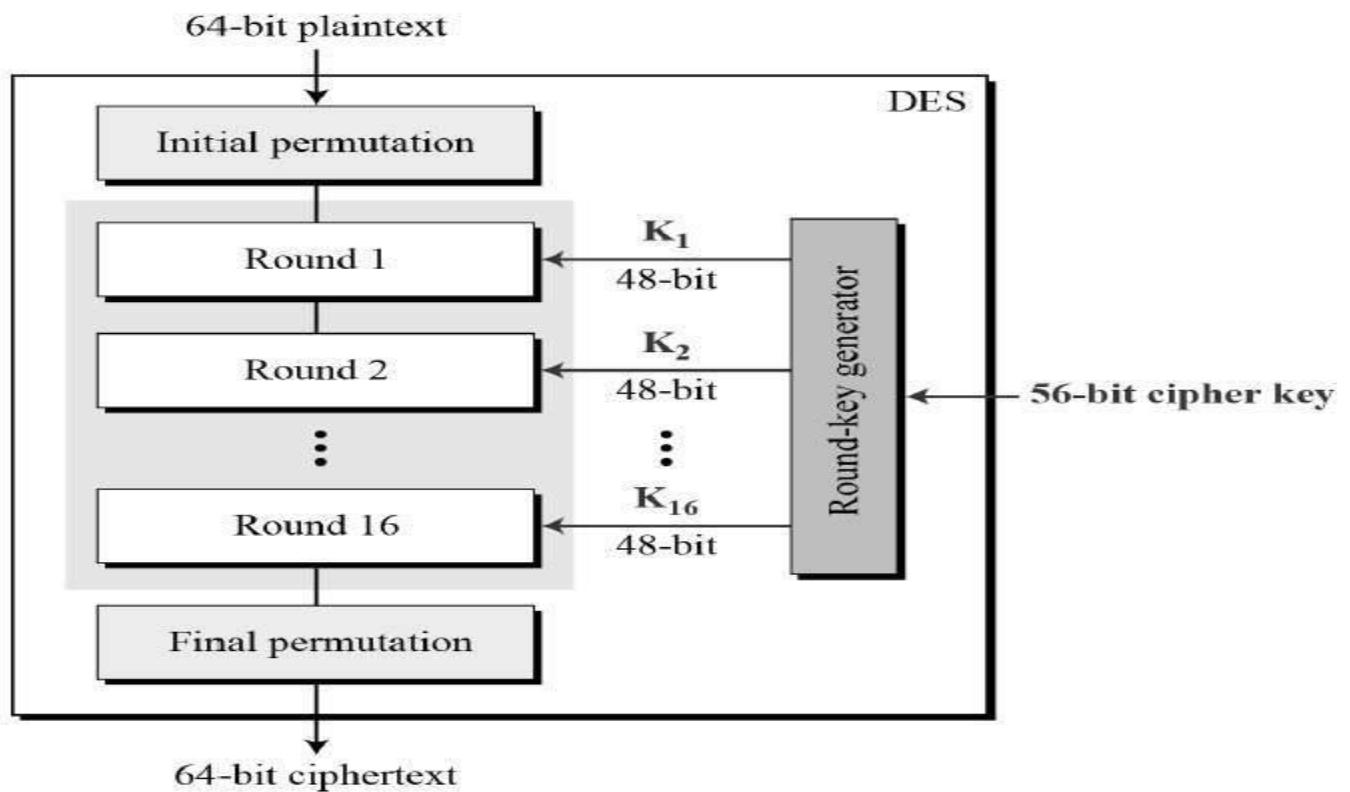 64-bit plaintext
DES
Initial permutation
Round 1
K₁
48-bit
Round 2
K₂
48-bit
Round-key generator
56-bit cipher key
Round 16
K₁₆
48-bit
Final permutation
64-bit ciphertext